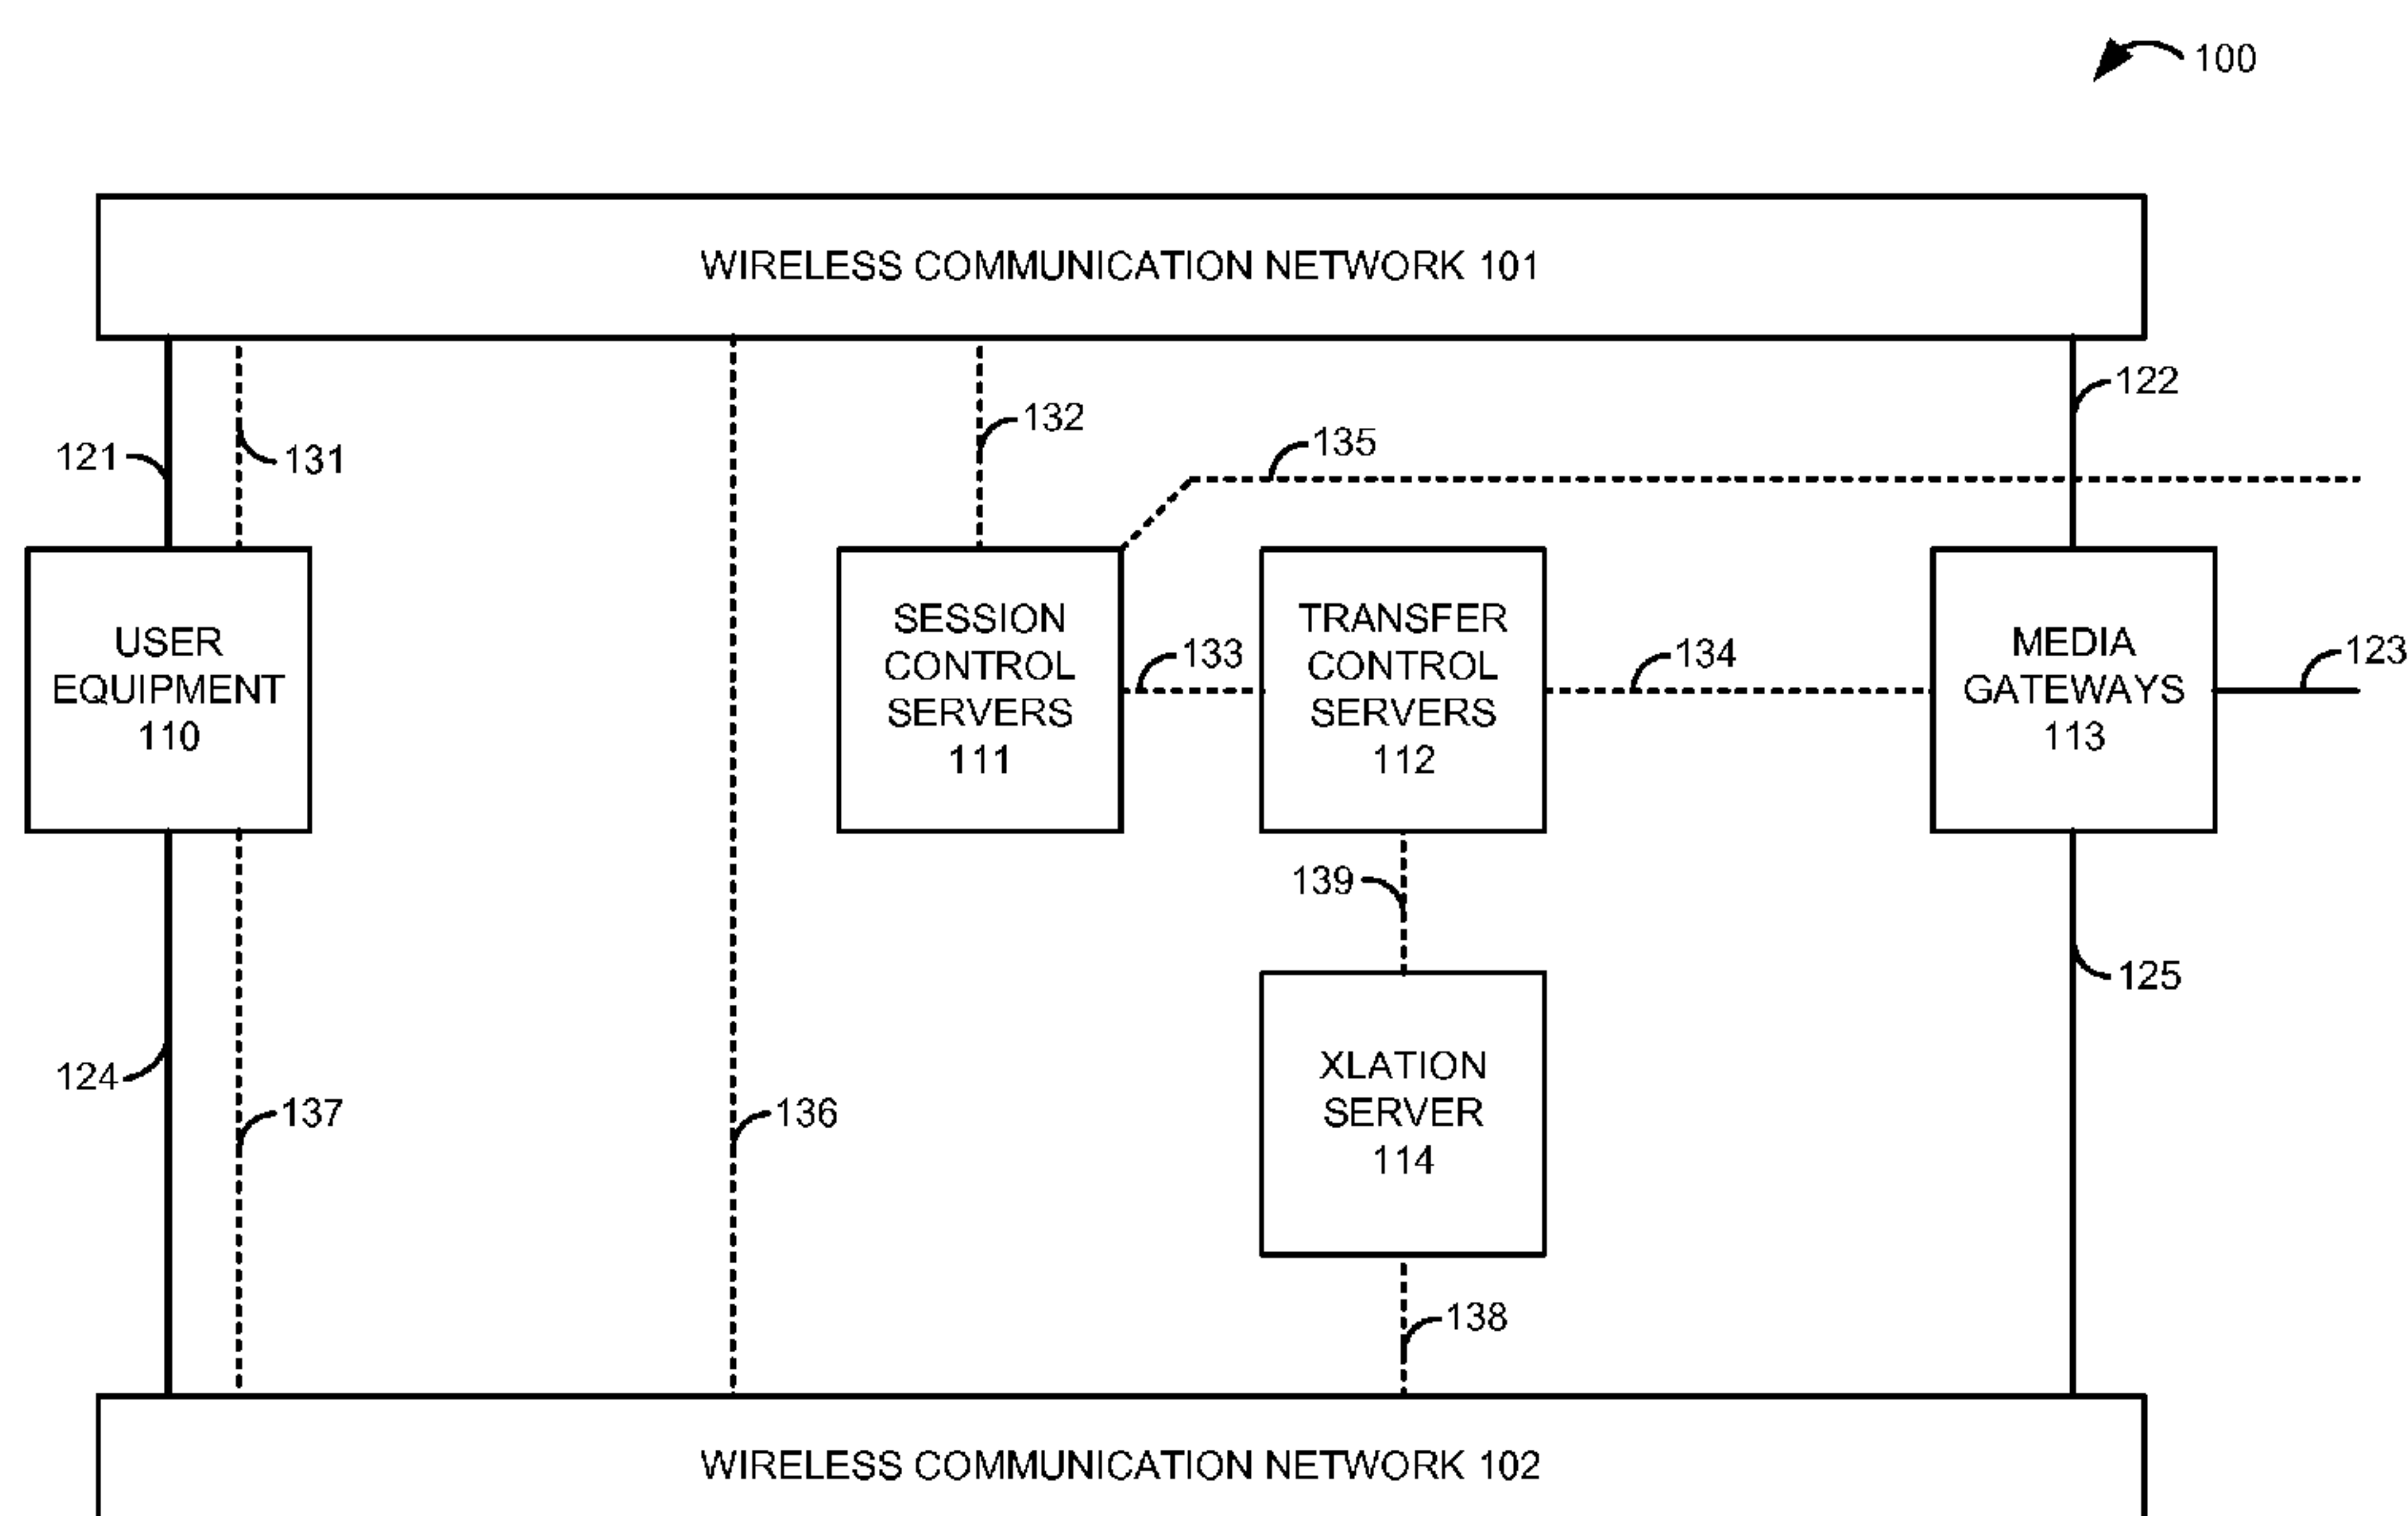 100
WIRELESS COMMUNICATION NETWORK 101
122
132
135
121
131
USER
EQUIPMENT
110
SESSION
CONTROL
SERVERS
111
133
TRANSFER
CONTROL
SERVERS
112
134
MEDIA
GATEWAYS
113
123
139
125
124
137
136
XLATION
SERVER
114
138
WIRELESS COMMUNICATION NETWORK 102